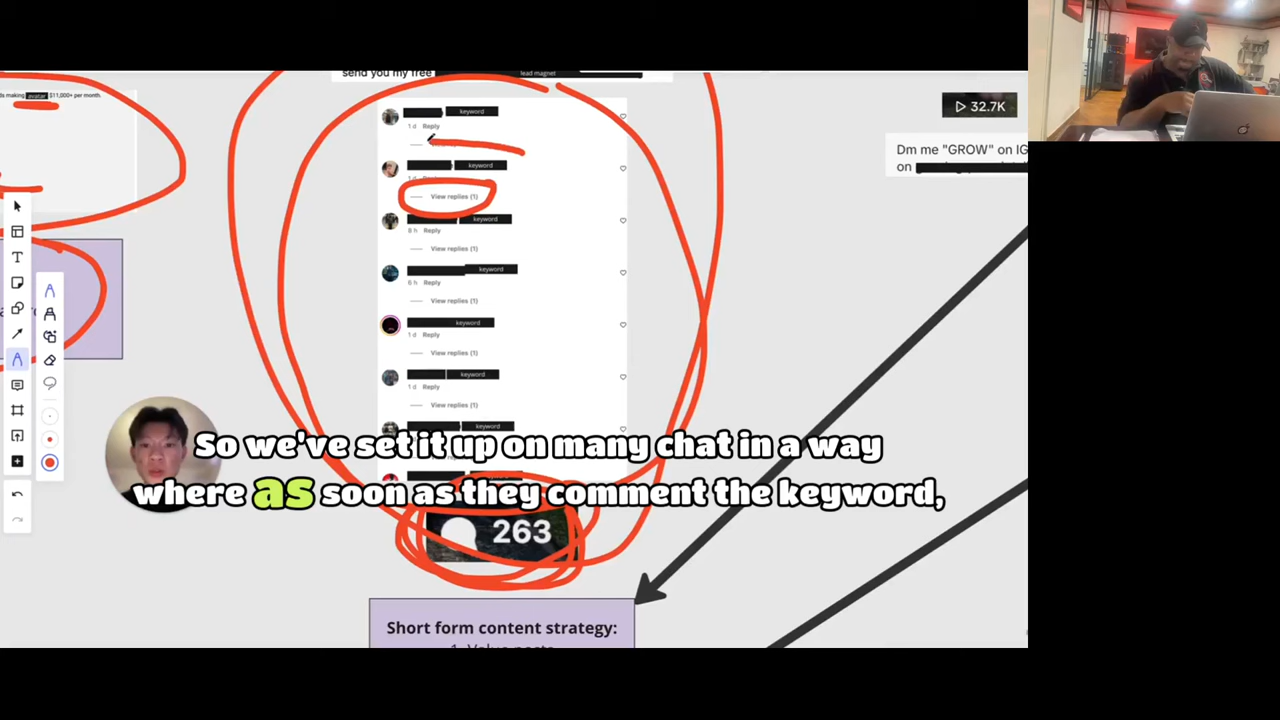 send you my free
lead magnet
avatar $11,000+ per month.
keyword
1 d Reply
keyword
View replies (1)
keyword
8 h Reply
View replies (1)
keyword
6 h Reply
View replies (1)
keyword
1 d Reply
View replies (1)
keyword
1 d Reply
View replies (1)
keyword
32.7K
Dm me "GROW" on IG
on
So we've set it up on many chat in a way
where as soon as they comment the keyword,
263
Short form content strategy: